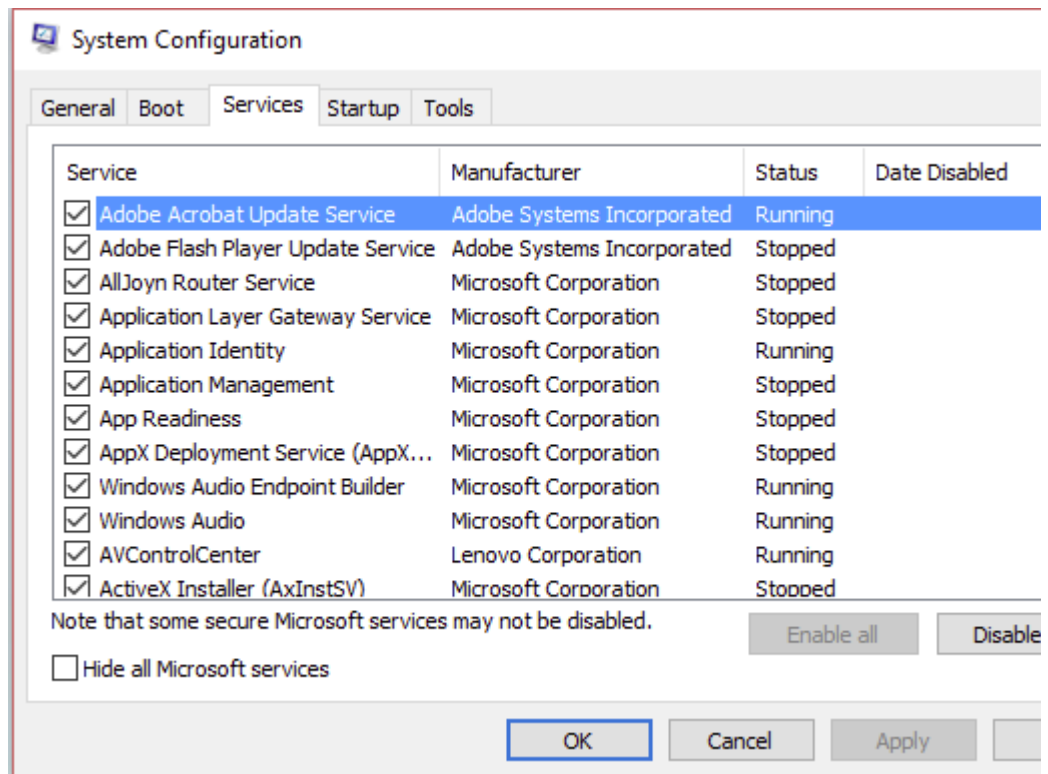 System Configuration
General Boot Services Startup Tools
Service Manufacturer Status Date Disabled
Adobe Acrobat Update Service Adobe Systems Incorporated Running
Adobe Flash Player Update Service Adobe Systems Incorporated Stopped
AllJoyn Router Service Microsoft Corporation Stopped
Application Layer Gateway Service Microsoft Corporation Stopped
Application Identity Microsoft Corporation Running
Application Management Microsoft Corporation Stopped
App Readiness Microsoft Corporation Stopped
AppX Deployment Service (AppX... Microsoft Corporation Stopped
Windows Audio Endpoint Builder Microsoft Corporation Running
Windows Audio Microsoft Corporation Running
AVControlCenter Lenovo Corporation Running
ActiveX Installer (AxInstSV) Microsoft Corporation Stopped
Note that some secure Microsoft services may not be disabled.
Enable all Disable
Hide all Microsoft services
OK Cancel Apply